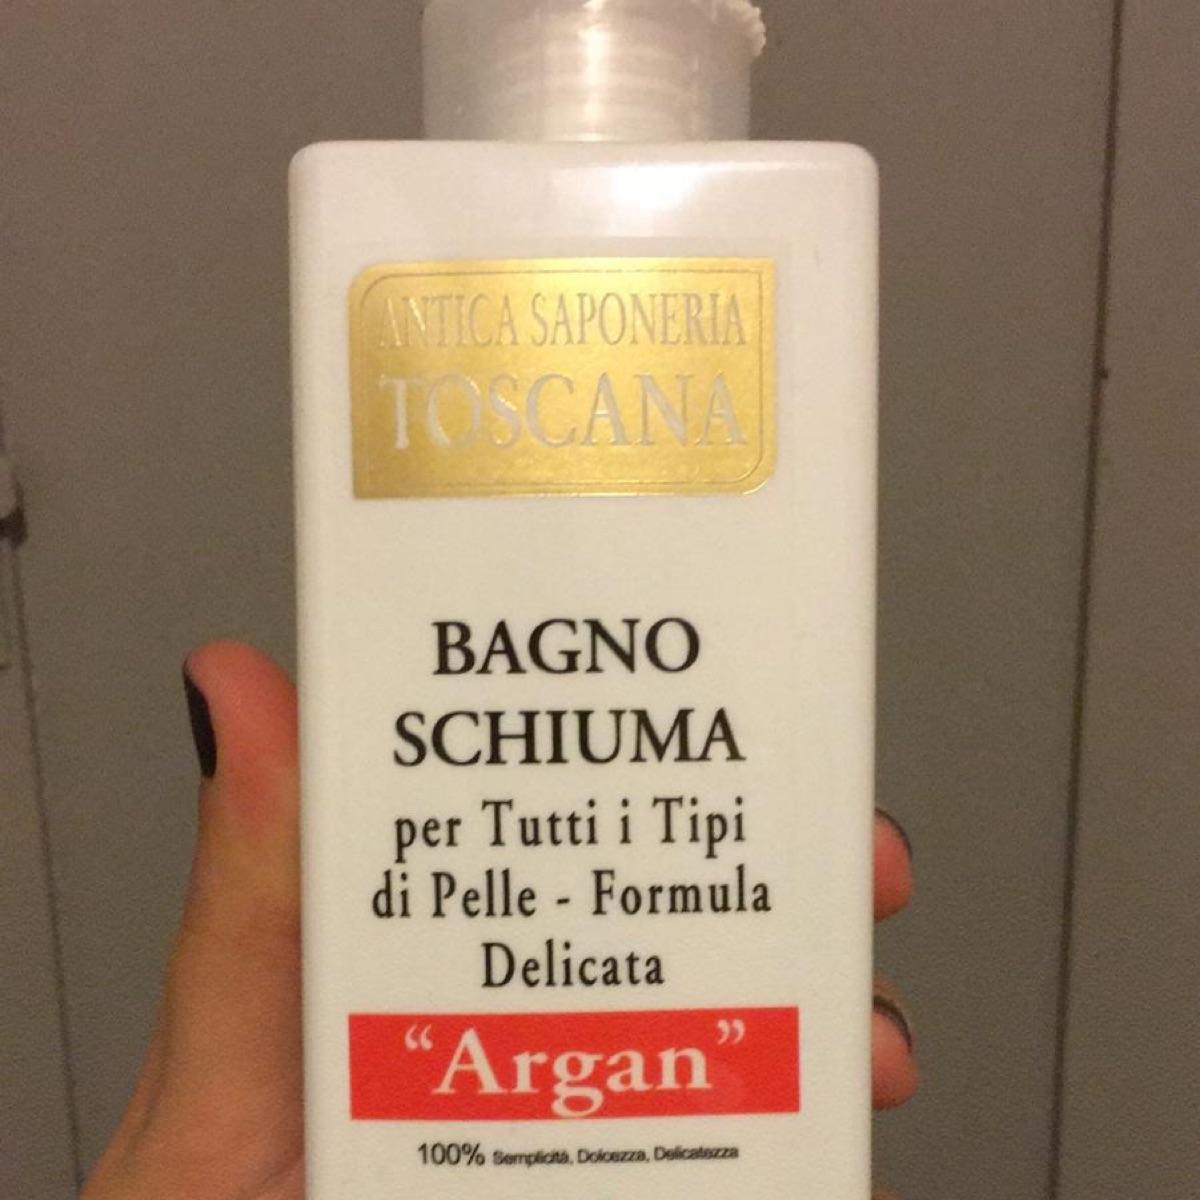 ANTICA SAPONERIA
TOSCANA
BAGNO
SCHIUMA
per Tutti i Tipi
di Pelle - Formula
Delicata
“Argan”
100% Semplicità, Dolcezza, Delicatezza